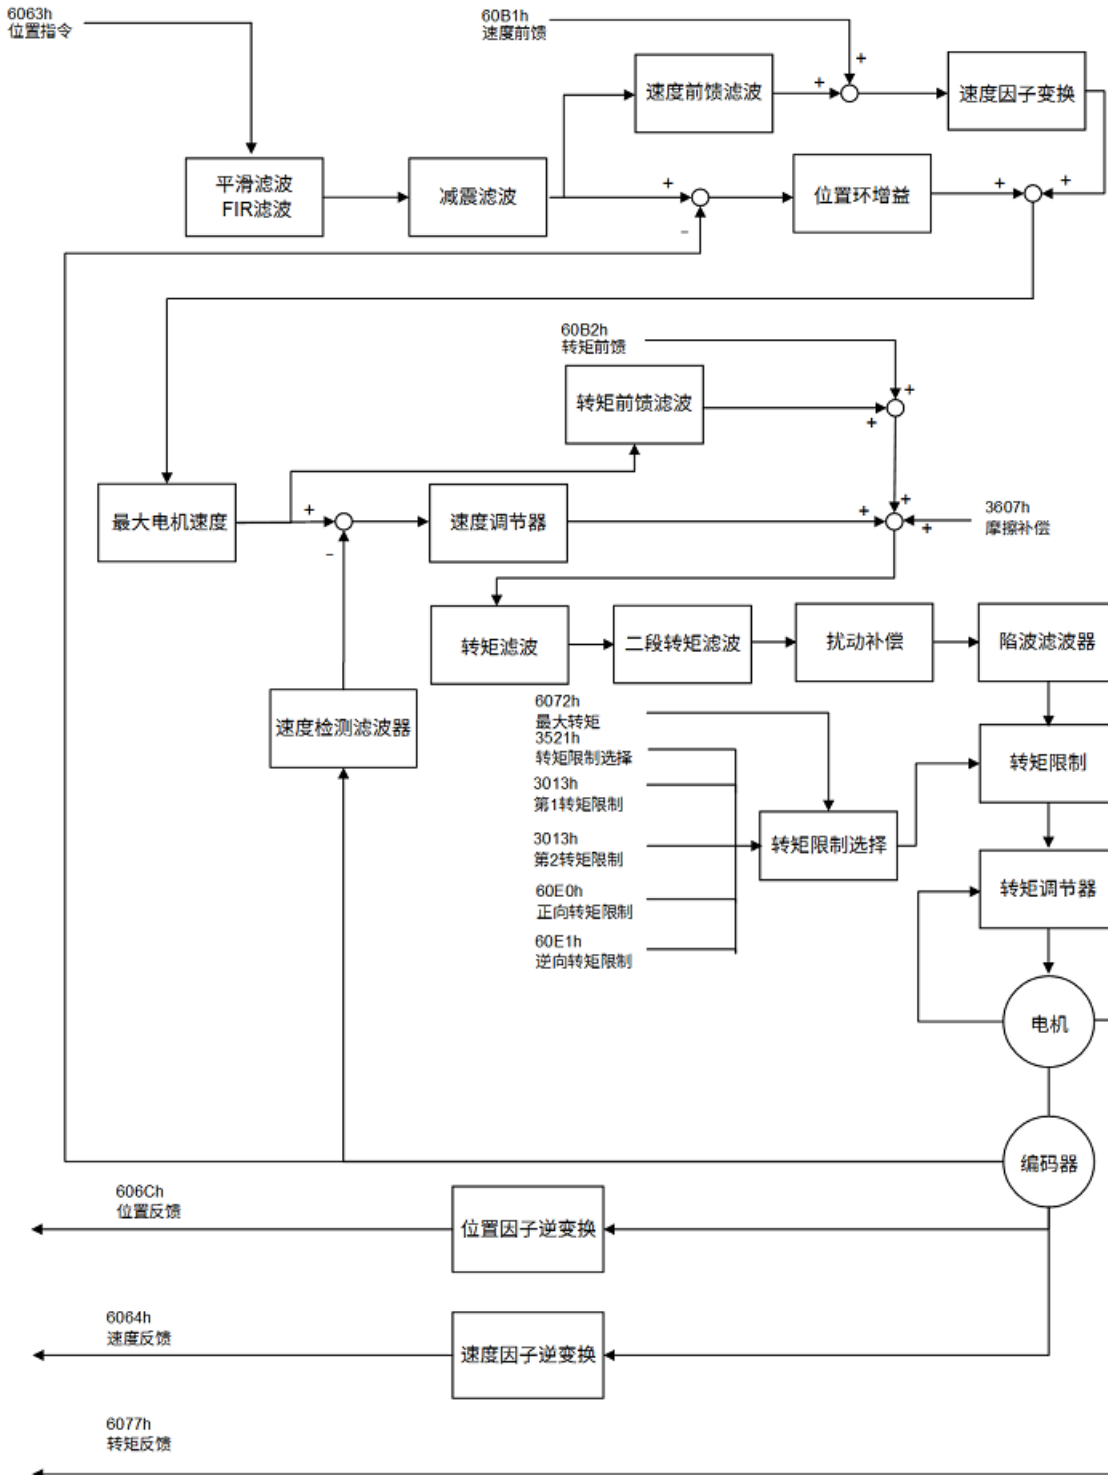 6063h
位置指令
60B1h
速度前馈
+
速度前馈滤波
+
速度因子变换
平滑滤波
FIR滤波
减震滤波
+
位置环增益
+
+
–
60B2h
转矩前馈
+
转矩前馈滤波
+
最大电机速度
+
速度调节器
+
+
+
3607h
摩擦补偿
–
转矩滤波
二段转矩滤波
扰动补偿
陷波滤波器
速度检测滤波器
6072h
最大转矩
3521h
转矩限制选择
3013h
第1转矩限制
3013h
第2转矩限制
60E0h
正向转矩限制
60E1h
逆向转矩限制
转矩限制选择
转矩限制
转矩调节器
电机
编码器
606Ch
位置反馈
位置因子逆变换
6064h
速度反馈
速度因子逆变换
6077h
转矩反馈